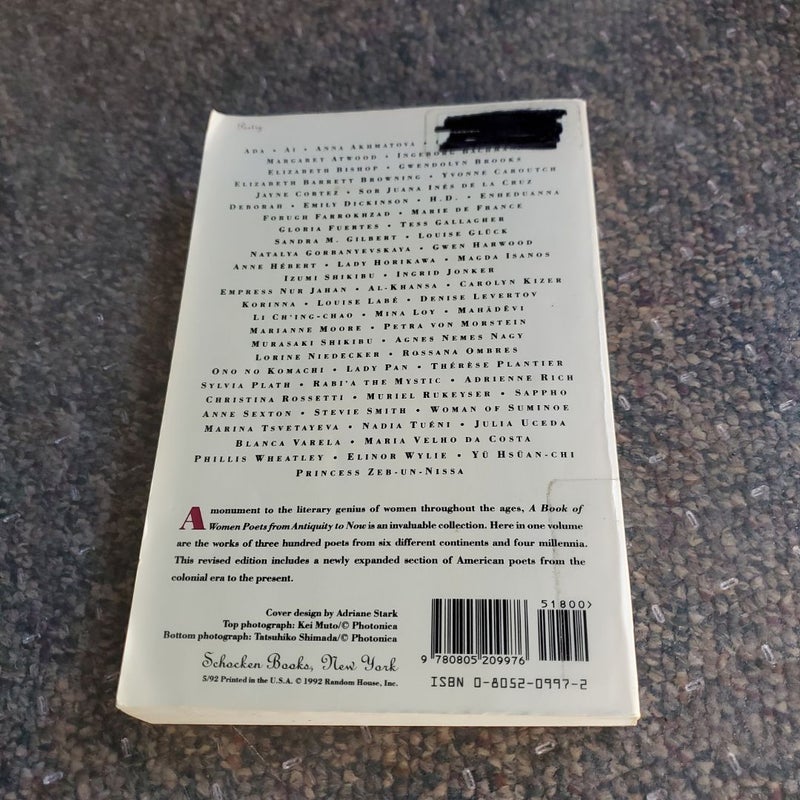 Poetry
Ada • Ai • Anna Akhmatova •
Margaret Atwood • Ingeborg
Elizabeth Bishop • Gwendolyn Brooks
Elizabeth Barrett Browning • Yvonne Caroutch
Jayne Cortez • Sor Juana Inés de la Cruz
Deborah • Emily Dickinson • H.D. • Enheduanna
Forugh Farrokhzad • Marie de France
Gloria Fuertes • Tess Gallagher
Sandra M. Gilbert • Louise Glück
Natalya Gorbanyevskaya • Gwen Harwood
Anne Hébert • Lady Horikawa • Magda Isanos
Izumi Shikibu • Ingrid Jonker
Empress Nur Jahan • Al-Khansa • Carolyn Kizer
Korinna • Louise Labé • Denise Levertov
Li Ch'ing-chao • Mina Loy • Mahādēvi
Marianne Moore • Petra von Morstein
Murasaki Shikibu • Agnes Nemes Nagy
Lorine Niedecker • Rossana Ombres
Ono no Komachi • Lady Pan • Thérèse Plantier
Sylvia Plath • Rabi'a the Mystic • Adrienne Rich
Christina Rossetti • Muriel Rukeyser • Sappho
Anne Sexton • Stevie Smith • Woman of Suminoe
Marina Tsvetayeva • Nadia Tuéni • Julia Uceda
Blanca Varela • Maria Velho da Costa
Phillis Wheatley • Elinor Wylie • Yü Hsüan-chi
Princess Zeb-un-Nissa
A monument to the literary genius of women throughout the ages, A Book of
Women Poets from Antiquity to Now is an invaluable collection. Here in one volume
are the works of three hundred poets from six different continents and four millennia.
This revised edition includes a newly expanded section of American poets from the
colonial era to the present.
Cover design by Adriane Stark
Top photograph: Kei Muto/© Photonica
Bottom photograph: Tatsuhiko Shimada/© Photonica
Schocken Books, New York
5/92 Printed in the U.S.A. © 1992 Random House, Inc.
51800>
9 780805 209976
ISBN 0-8052-0997-2